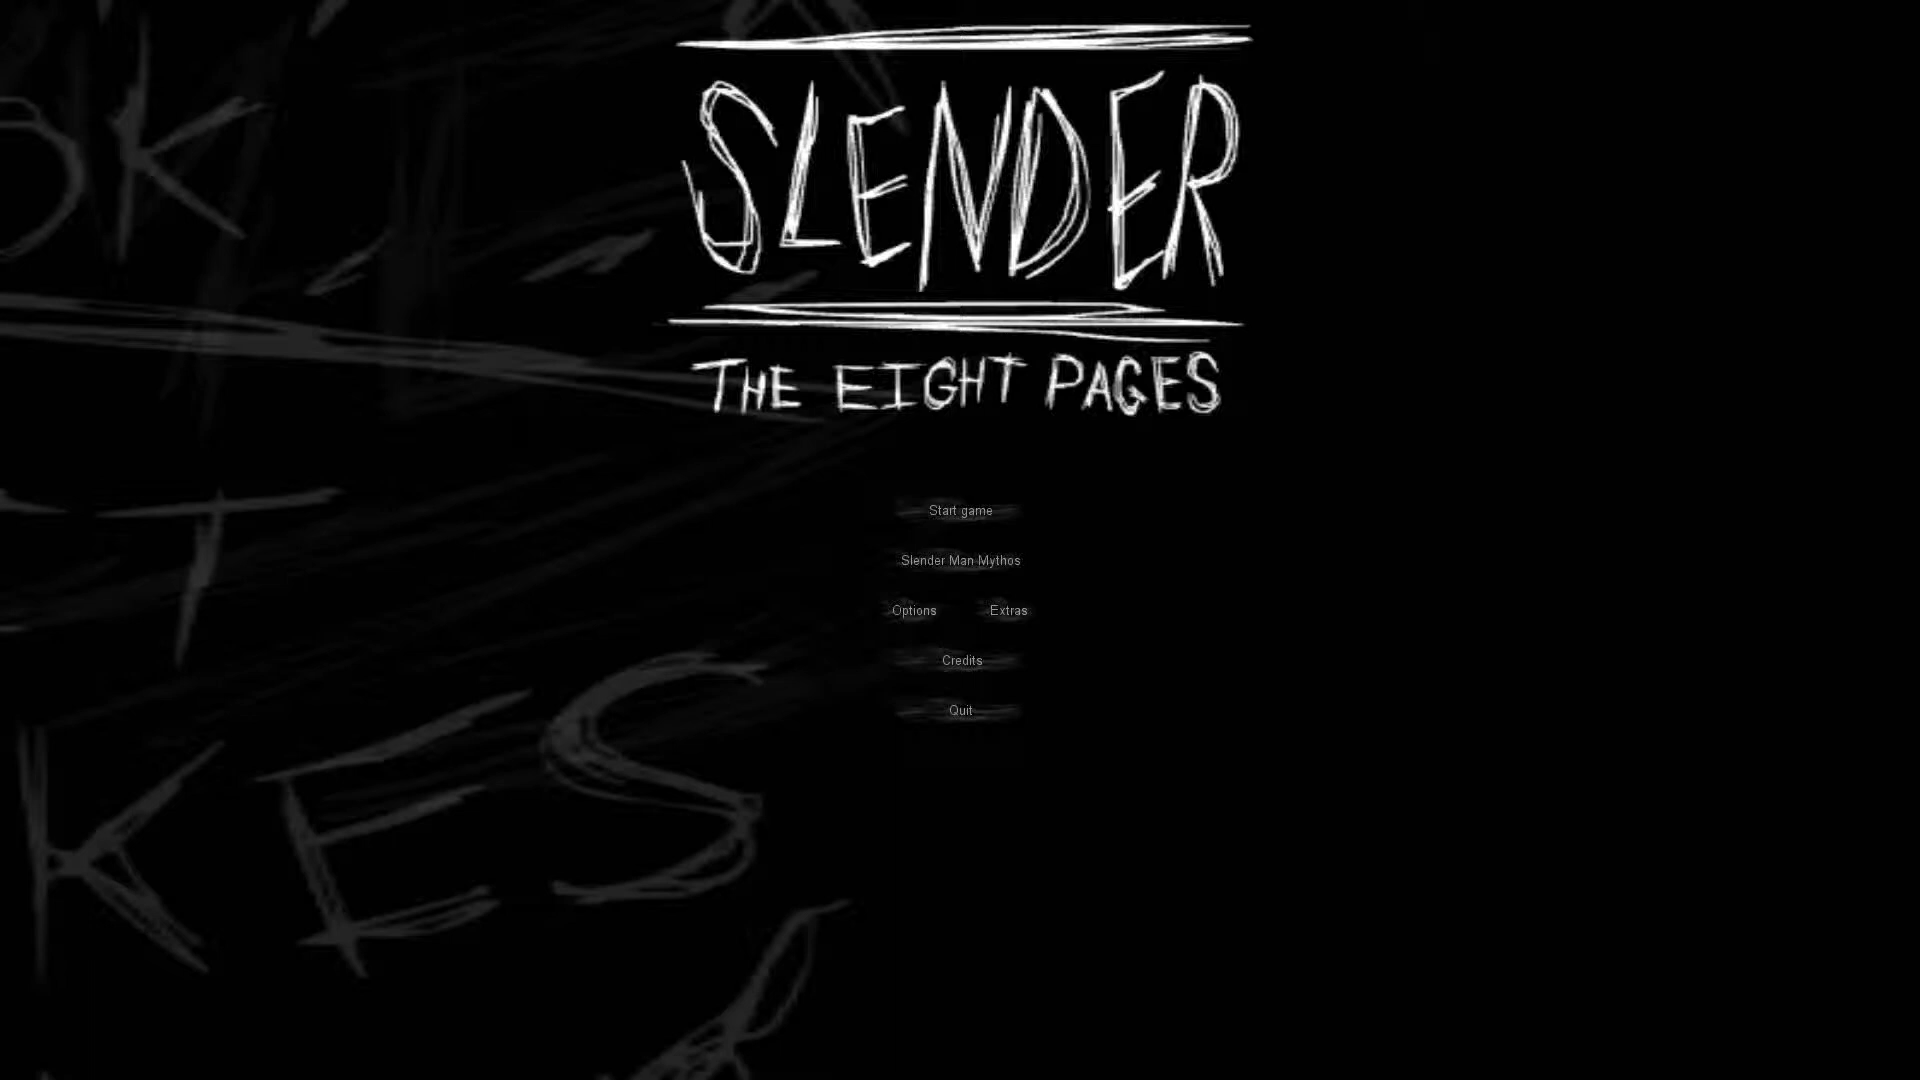 SLENDER
THE EIGHT PAGES
Start game
Slender Man Mythos
Options Extras
Credits
Quit